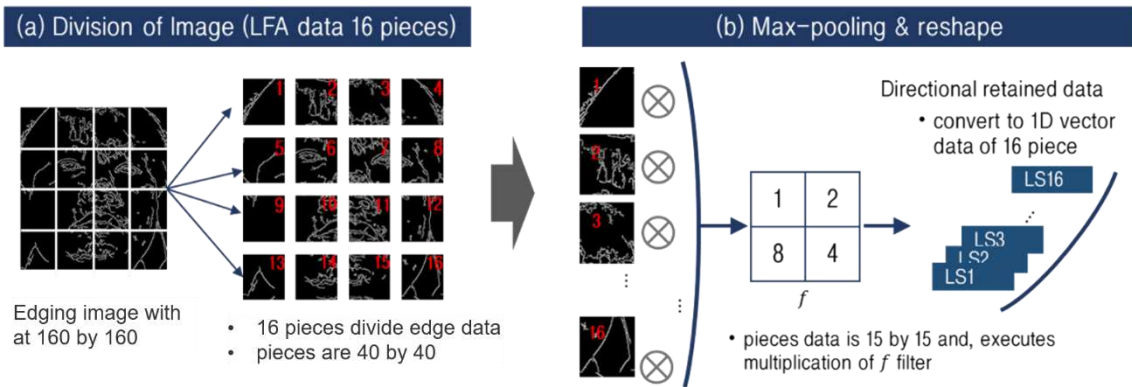 (a) Division of Image (LFA data 16 pieces)
1 2 3 4
5 6 7 8
9 10 11 12
13 14 15 16
Edging image with
at 160 by 160
• 16 pieces divide edge data
• pieces are 40 by 40
(b) Max-pooling & reshape
1
2
3
⋮
⋮
16
1 2
8 4
f
Directional retained data
• convert to 1D vector
data of 16 piece
LS16
⋮
LS3
LS2
LS1
• pieces data is 15 by 15 and, executes
multiplication of f filter